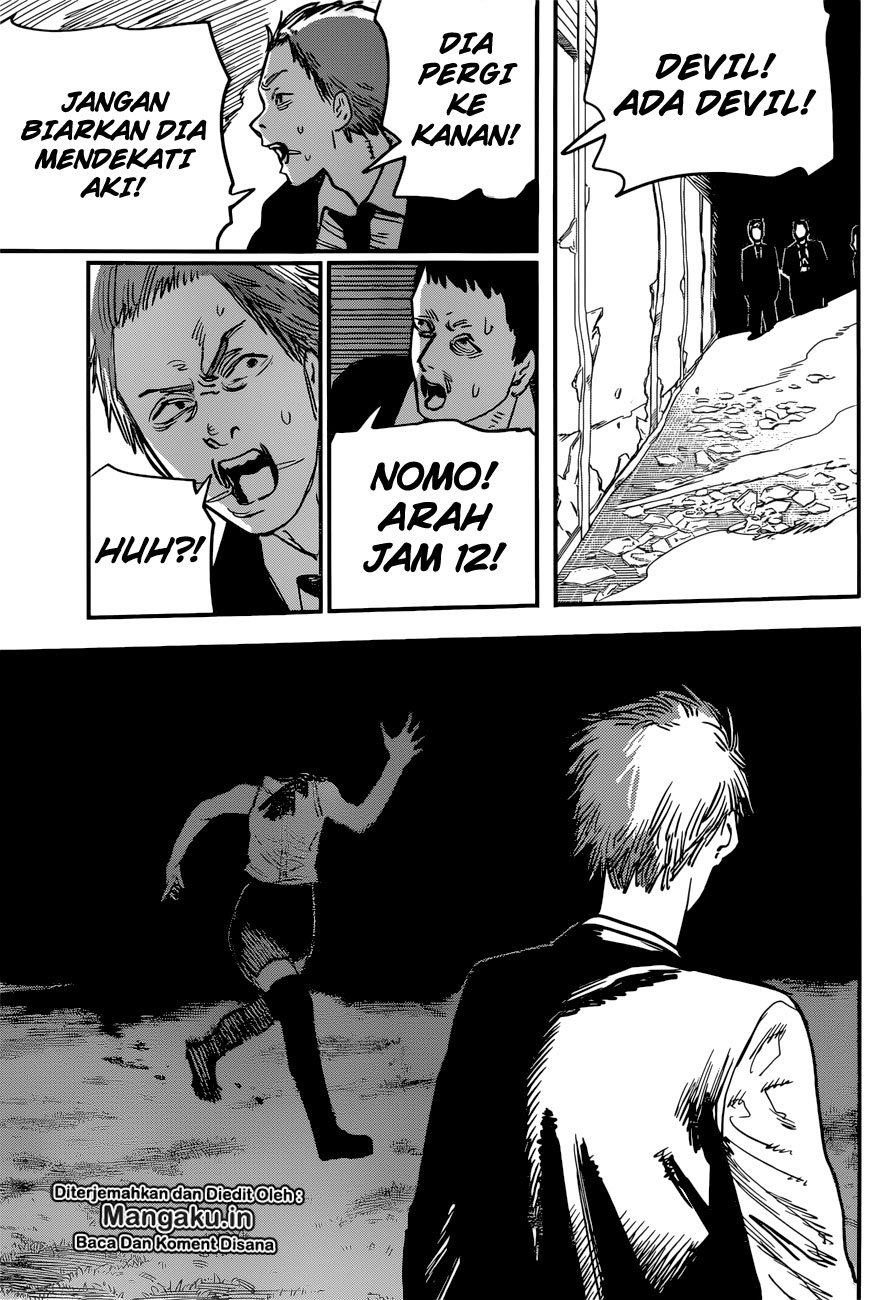 DEVIL!
ADA DEVIL!
DIA
PERGI
KE
KANAN!
JANGAN
BIARKAN DIA
MENDEKATI
AKI!
NOMO!
ARAH
JAM 12!
HUH?!
Diterjemahkan dan Diedit Oleh:
Mangaku.in
Baca Dan Koment Disana